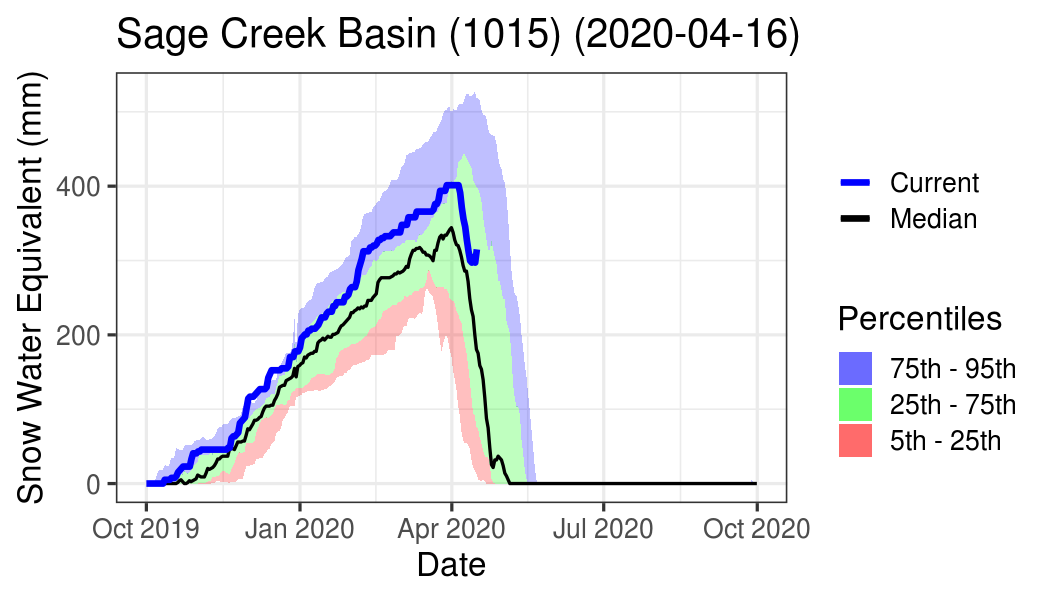 Sage Creek Basin (1015) (2020-04-16)
Snow Water Equivalent (mm)
400
200
0
Oct 2019
Jan 2020
Apr 2020
Jul 2020
Oct 2020
Date
Current
Median
Percentiles
75th - 95th
25th - 75th
5th - 25th